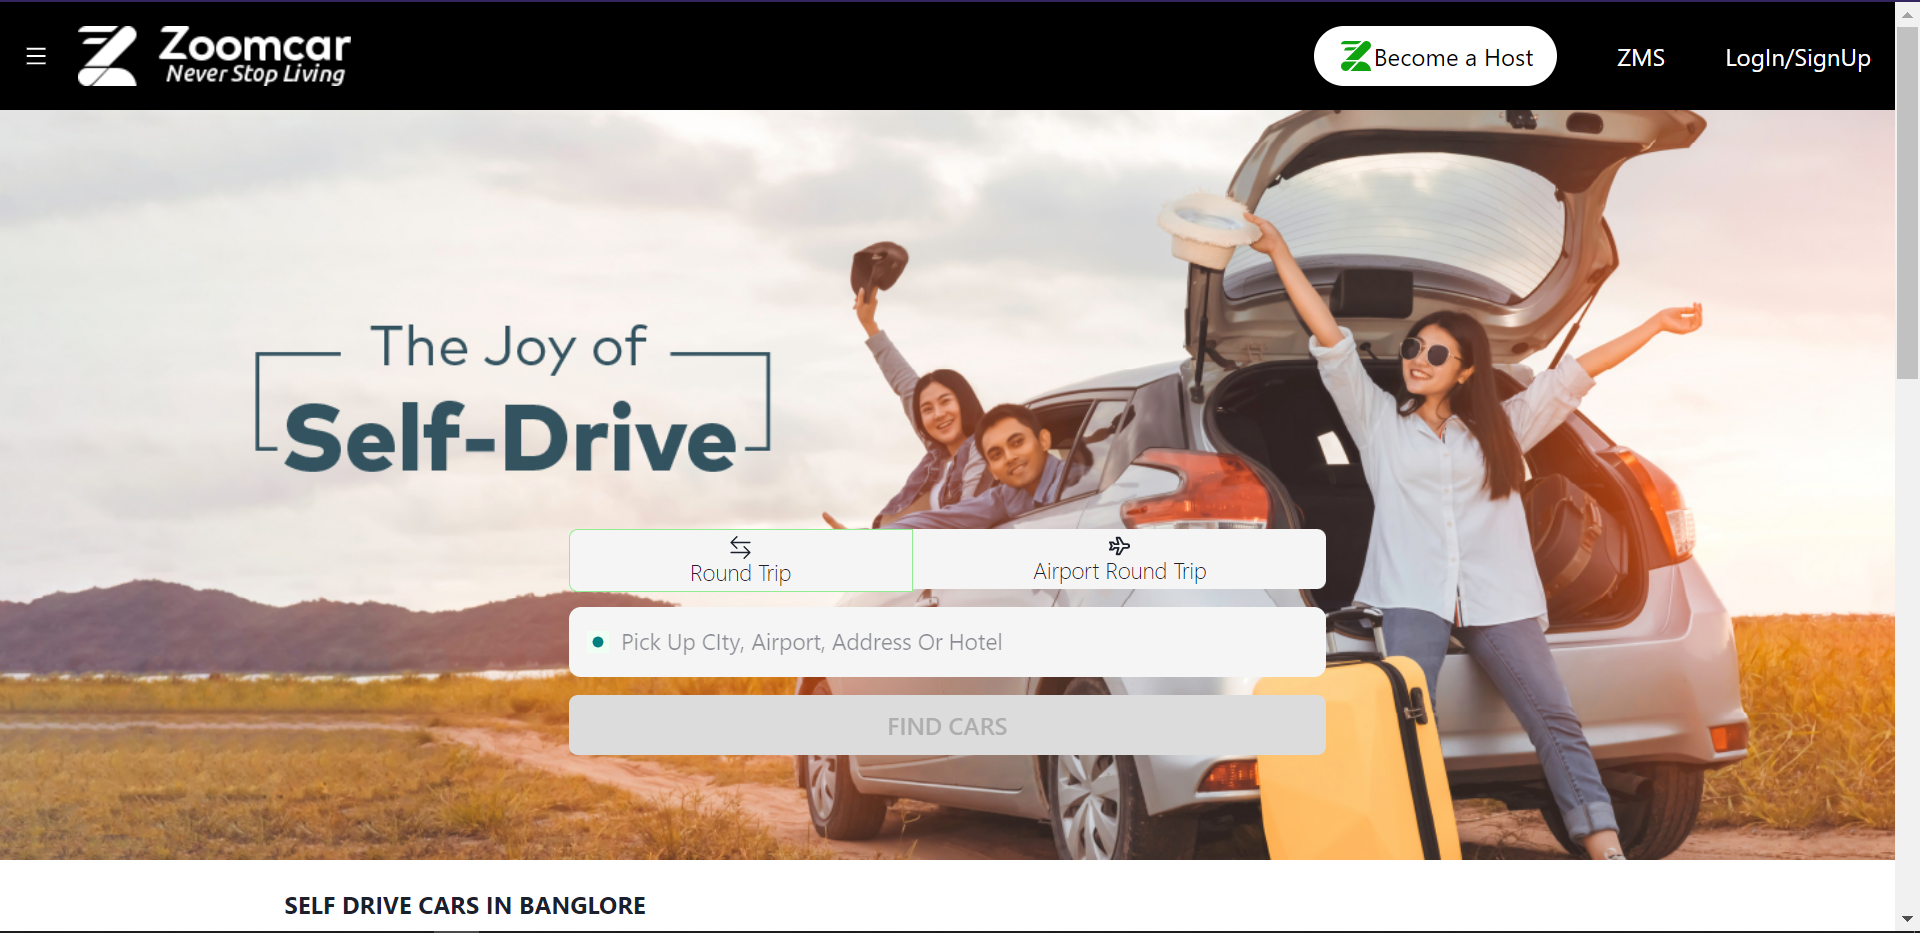 Zoomcar
Never Stop Living
Become a Host
ZMS
LogIn/SignUp
The Joy of
Self-Drive
Round Trip
Airport Round Trip
Pick Up CIty, Airport, Address Or Hotel
FIND CARS
SELF DRIVE CARS IN BANGLORE